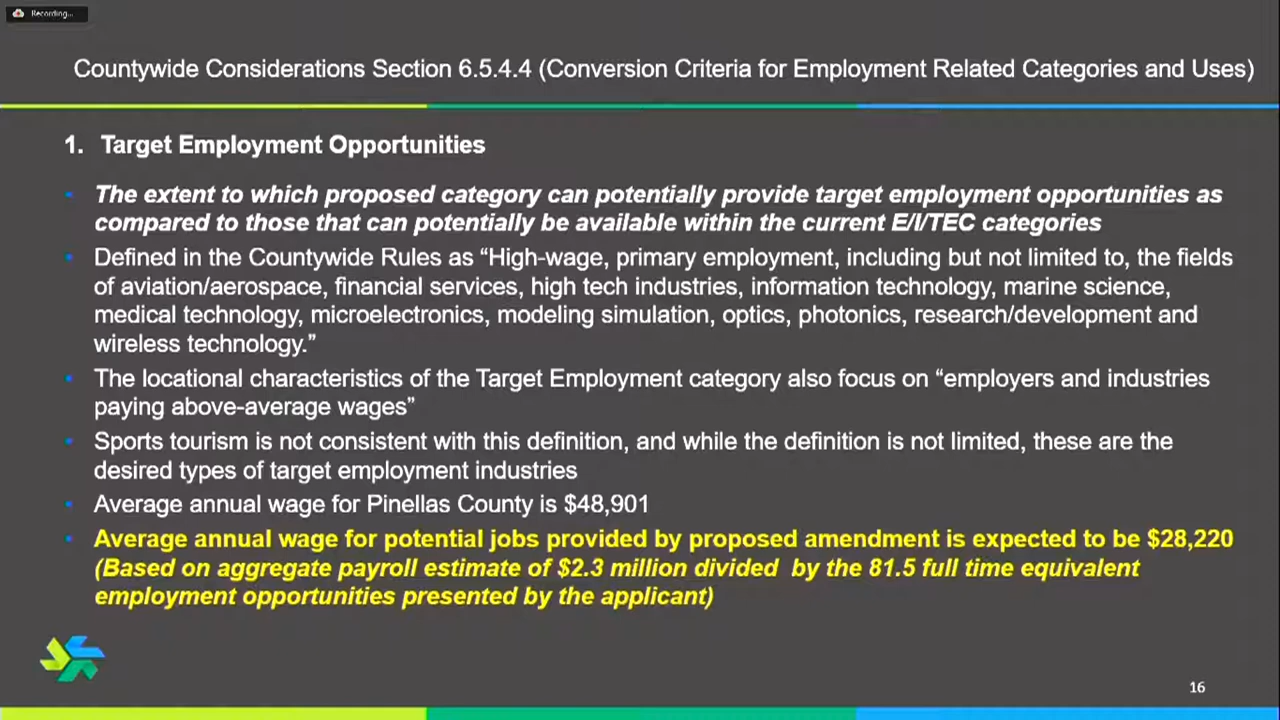 Recording...
Countywide Considerations Section 6.5.4.4 (Conversion Criteria for Employment Related Categories and Uses)
1. Target Employment Opportunities
• The extent to which proposed category can potentially provide target employment opportunities as
compared to those that can potentially be available within the current E/I/TEC categories
• Defined in the Countywide Rules as “High-wage, primary employment, including but not limited to, the fields
of aviation/aerospace, financial services, high tech industries, information technology, marine science,
medical technology, microelectronics, modeling simulation, optics, photonics, research/development and
wireless technology.”
• The locational characteristics of the Target Employment category also focus on “employers and industries
paying above-average wages”
• Sports tourism is not consistent with this definition, and while the definition is not limited, these are the
desired types of target employment industries
• Average annual wage for Pinellas County is $48,901
• Average annual wage for potential jobs provided by proposed amendment is expected to be $28,220
(Based on aggregate payroll estimate of $2.3 million divided by the 81.5 full time equivalent
employment opportunities presented by the applicant)
16